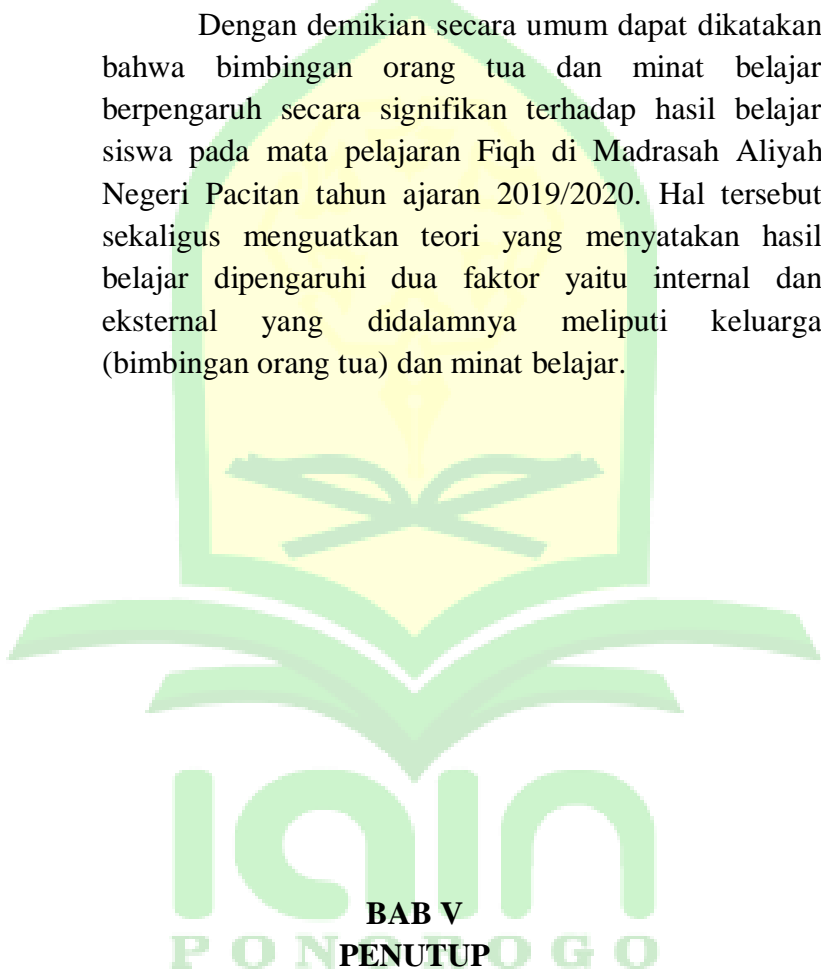 Dengan demikian secara umum dapat dikatakan
bahwa bimbingan orang tua dan minat belajar
berpengaruh secara signifikan terhadap hasil belajar
siswa pada mata pelajaran Fiqh di Madrasah Aliyah
Negeri Pacitan tahun ajaran 2019/2020. Hal tersebut
sekaligus menguatkan teori yang menyatakan hasil
belajar dipengaruhi dua faktor yaitu internal dan
eksternal yang didalamnya meliputi keluarga
(bimbingan orang tua) dan minat belajar.
iain
BAB V
PONOROGO
PENUTUP